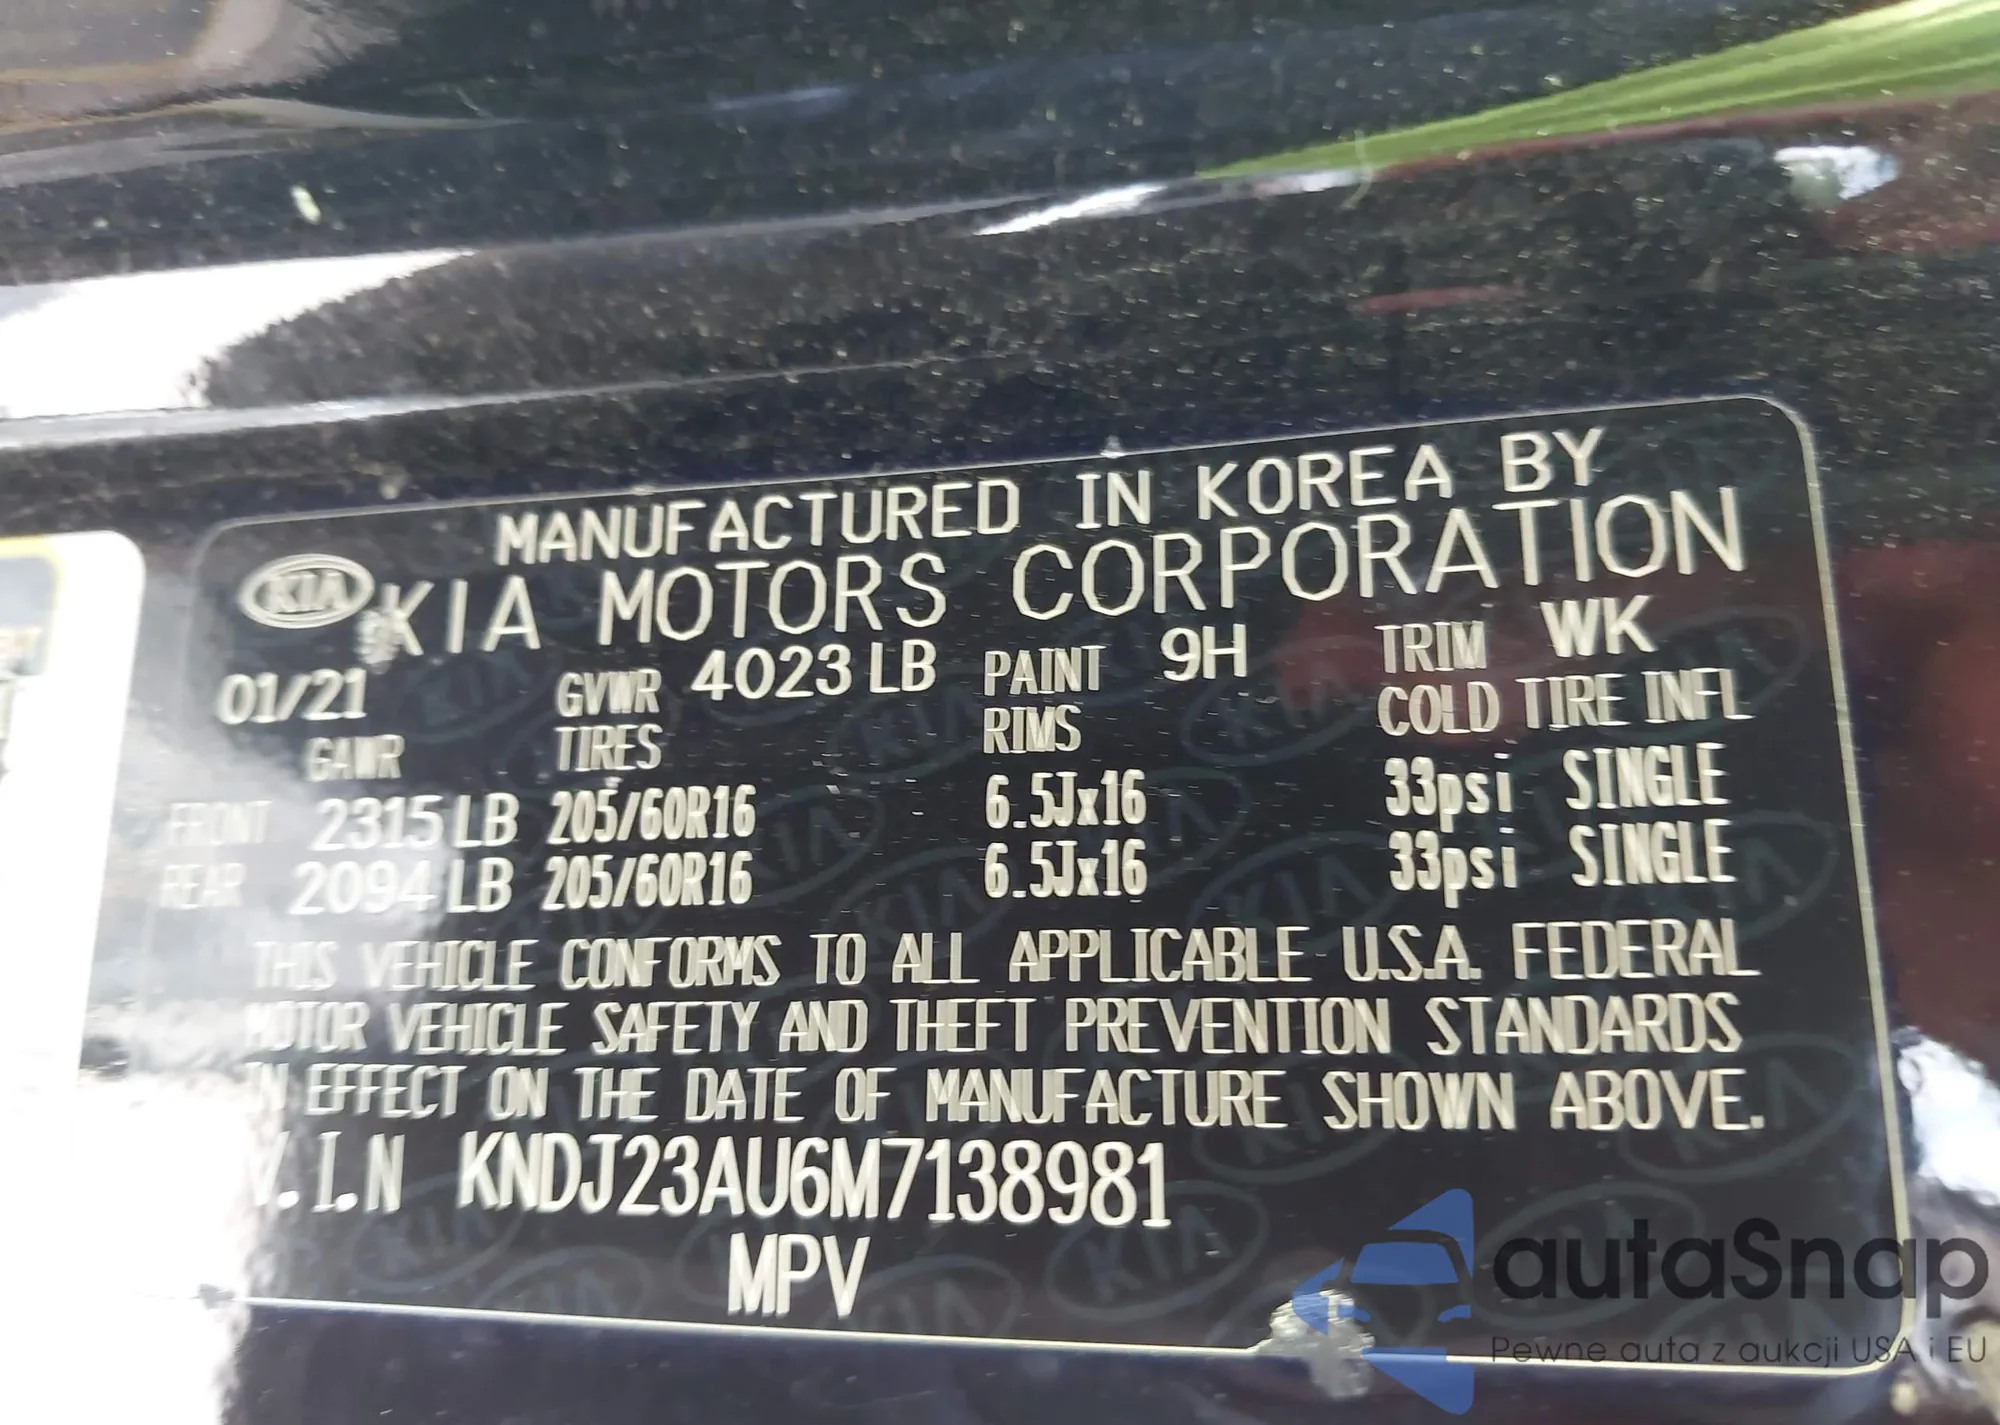 MANUFACTURED IN KOREA BY
KIA KIA MOTORS CORPORATION
01/21 GVWR 4023 LB PAINT 9H TRIM WK
GAWR TIRES RIMS COLD TIRE INFL
FRONT 2315 LB 205/60R16 6.5Jx16 33psi SINGLE
REAR 2094 LB 205/60R16 6.5Jx16 33psi SINGLE
THIS VEHICLE CONFORMS TO ALL APPLICABLE U.S.A. FEDERAL
MOTOR VEHICLE SAFETY AND THEFT PREVENTION STANDARDS
IN EFFECT ON THE DATE OF MANUFACTURE SHOWN ABOVE.
V.I.N KNDJ23AU6M7138981
MPV
autaSnap
Pewne auta z aukcji USA i EU